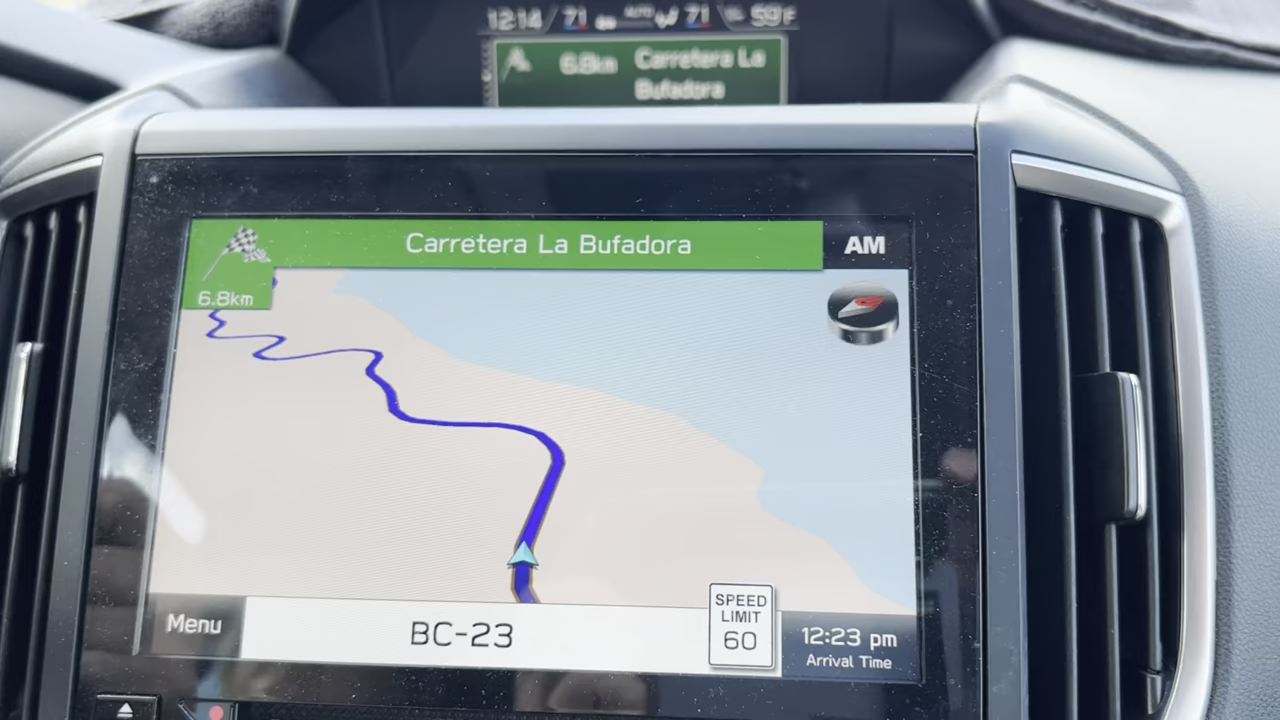 12:14 / 71 AUTO 71 59°F
6.8km Carretera La
Bufadora
Carretera La Bufadora
AM
6.8km
Menu
BC-23
SPEED
LIMIT
60
12:23 pm
Arrival Time